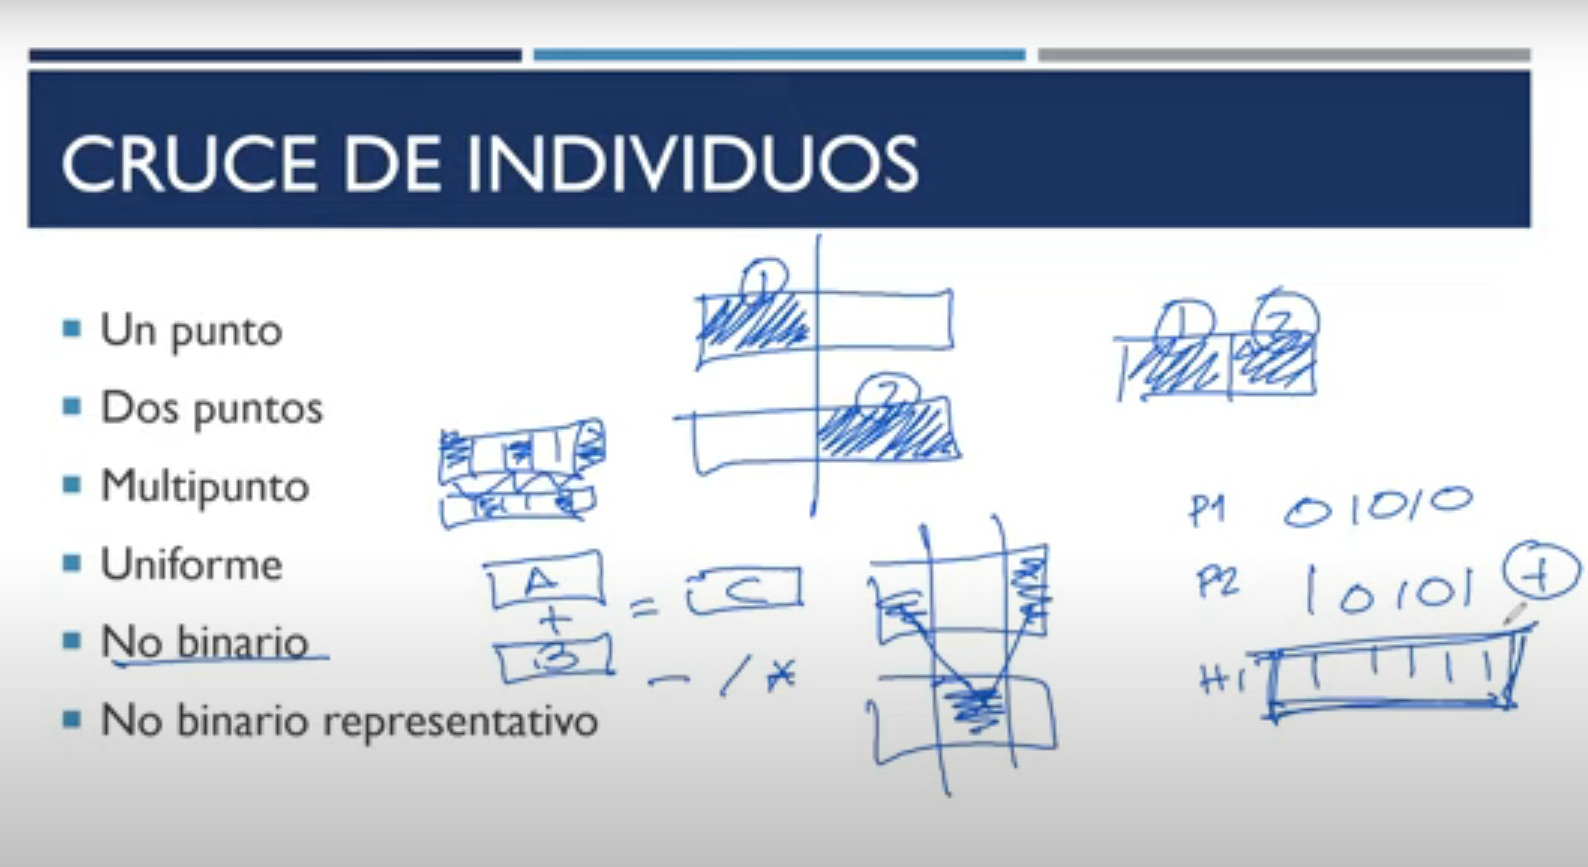 CRUCE DE INDIVIDUOS
Un punto
Dos puntos
Multipunto
Uniforme
No binario
No binario representativo
1
2
1 2
A
+
B
= C
- / *
P1 01010
P2 10101 +
H1